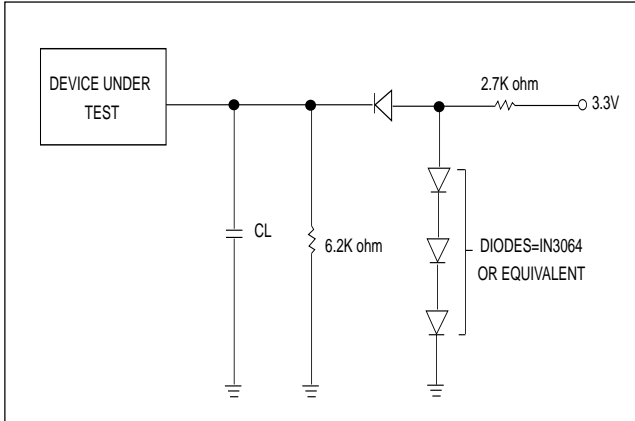 DEVICE UNDER
TEST
2.7K ohm
3.3V
CL
6.2K ohm
DIODES=IN3064
OR EQUIVALENT